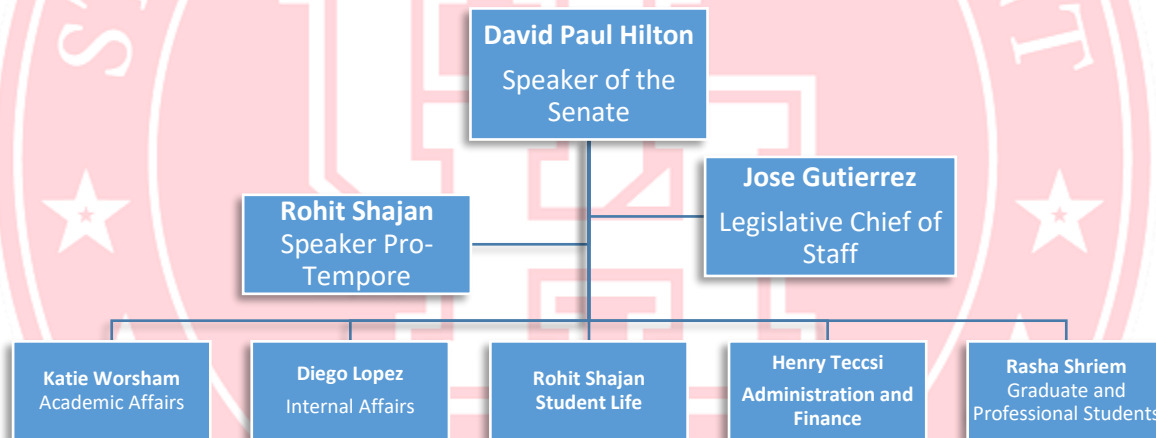 David Paul Hilton
Speaker of the
Senate
Jose Gutierrez
Legislative Chief of
Staff
Rohit Shajan
Speaker Pro-
Tempore
Katie Worsham
Academic Affairs
Diego Lopez
Internal Affairs
Rohit Shajan
Student Life
Henry Teccsi
Administration and
Finance
Rasha Shriem
Graduate and
Professional Students